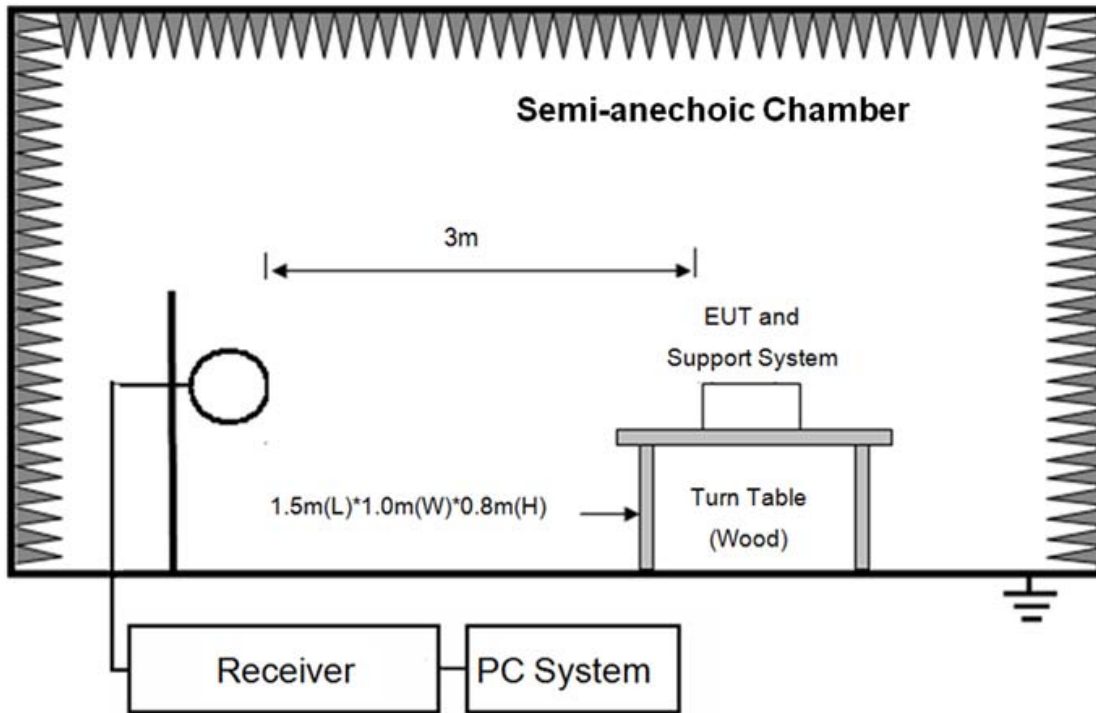 Semi-anechoic Chamber
3m
EUT and
Support System
1.5m(L)*1.0m(W)*0.8m(H)
Turn Table
(Wood)
Receiver
PC System